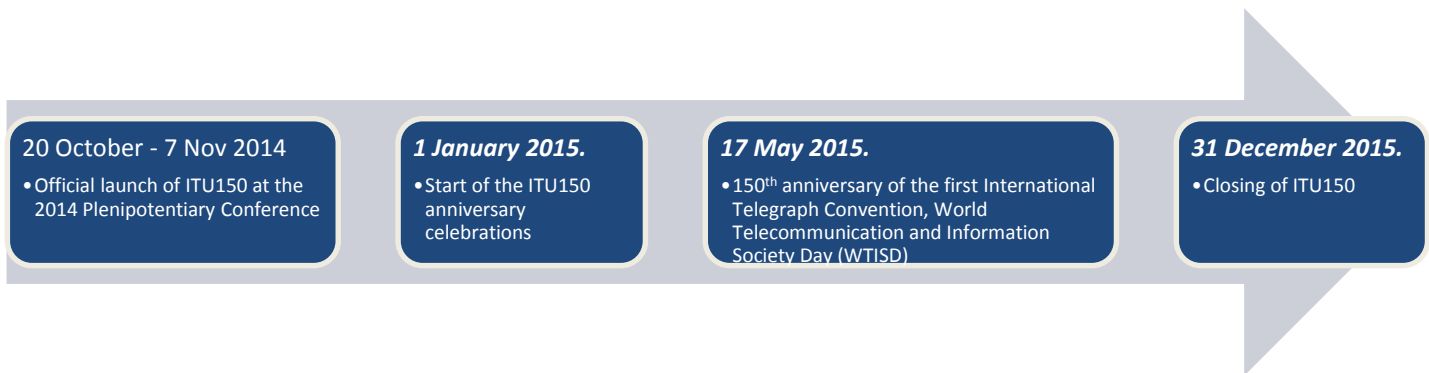 20 October - 7 Nov 2014
•Official launch of ITU150 at the
2014 Plenipotentiary Conference
1 January 2015.
•Start of the ITU150
anniversary
celebrations
17 May 2015.
•150th anniversary of the first International
Telegraph Convention, World
Telecommunication and Information
Society Day (WTISD)
31 December 2015.
•Closing of ITU150